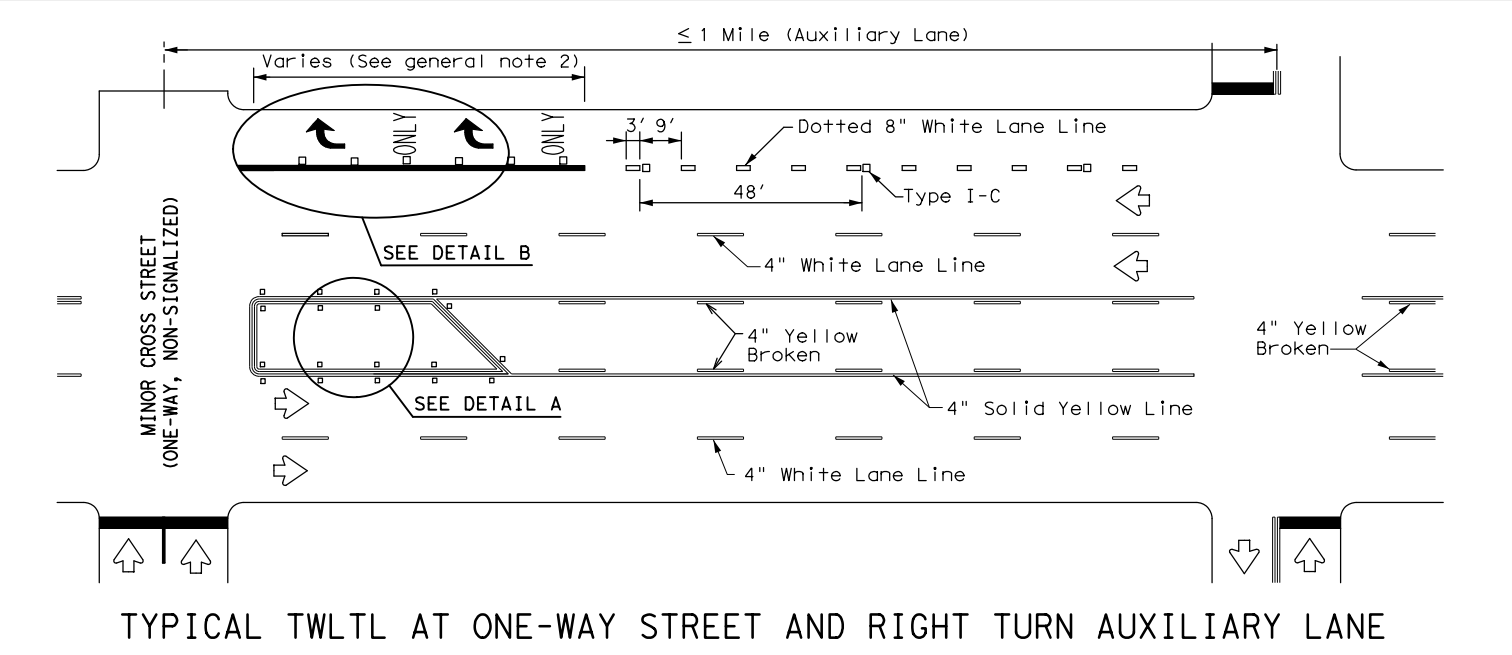 ≤ 1 Mile (Auxiliary Lane)
Varies (See general note 2)
ONLY
ONLY
3' 9'
Dotted 8" White Lane Line
48'
Type I-C
SEE DETAIL B
4" White Lane Line
MINOR CROSS STREET
(ONE-WAY, NON-SIGNALIZED)
4" Yellow
Broken
4" Yellow
Broken
SEE DETAIL A
4" Solid Yellow Line
4" White Lane Line
TYPICAL TWLTL AT ONE-WAY STREET AND RIGHT TURN AUXILIARY LANE